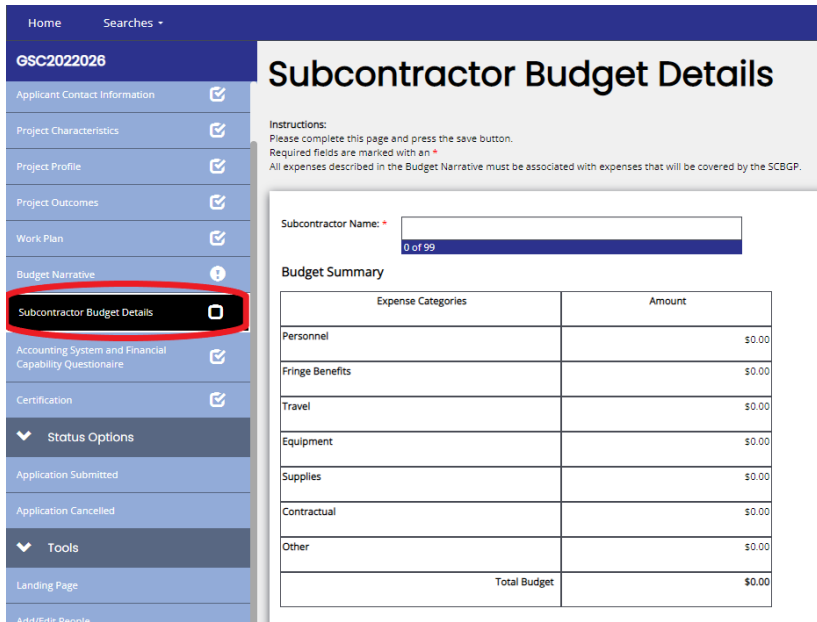 Home Searches
GSC2022026
Applicant Contact Information
Project Characteristics
Project Profile
Project Outcomes
Work Plan
Budget Narrative
Subcontractor Budget Details
Accounting System and Financial
Capability Questionaire
Certification
Status Options
Application Submitted
Application Cancelled
Tools
Landing Page
Add/Edit People
Subcontractor Budget Details
Instructions:
Please complete this page and press the save button.
Required fields are marked with an *
All expenses described in the Budget Narrative must be associated with expenses that will be covered by the SCBGP.
Subcontractor Name: *
0 of 99
Budget Summary
Expense Categories Amount
Personnel $0.00
Fringe Benefits $0.00
Travel $0.00
Equipment $0.00
Supplies $0.00
Contractual $0.00
Other $0.00
Total Budget $0.00